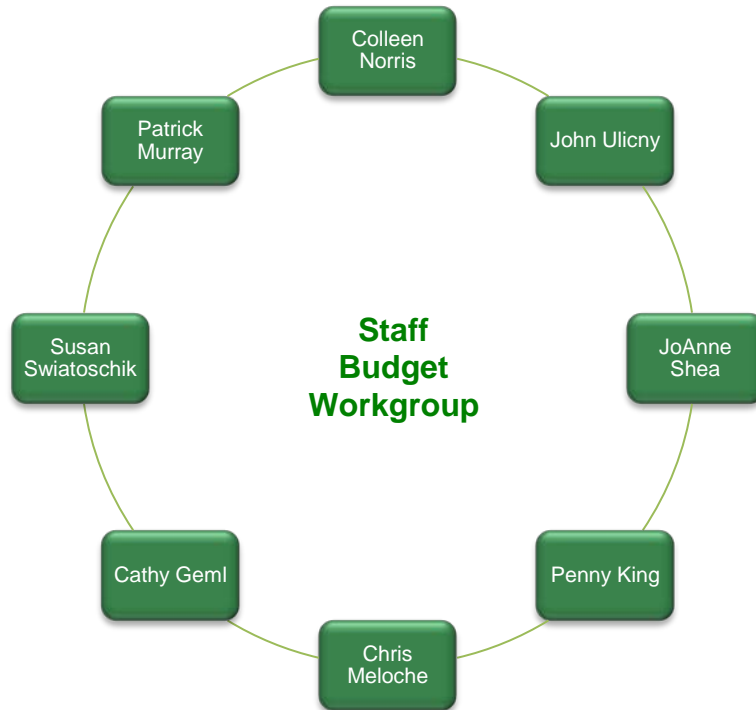 Colleen
Norris
Patrick
Murray
John Ulicny
Susan
Swiatoschik
Staff
Budget
Workgroup
JoAnne
Shea
Cathy Geml
Penny King
Chris
Meloche